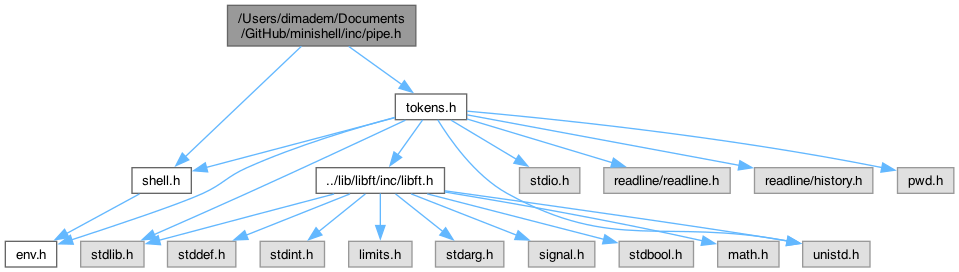 /Users/dimadem/Documents
/GitHub/minishell/inc/pipe.h
tokens.h
shell.h
../lib/libft/inc/libft.h
stdio.h
readline/readline.h
readline/history.h
pwd.h
env.h
stdlib.h
stddef.h
stdint.h
limits.h
stdarg.h
signal.h
stdbool.h
math.h
unistd.h